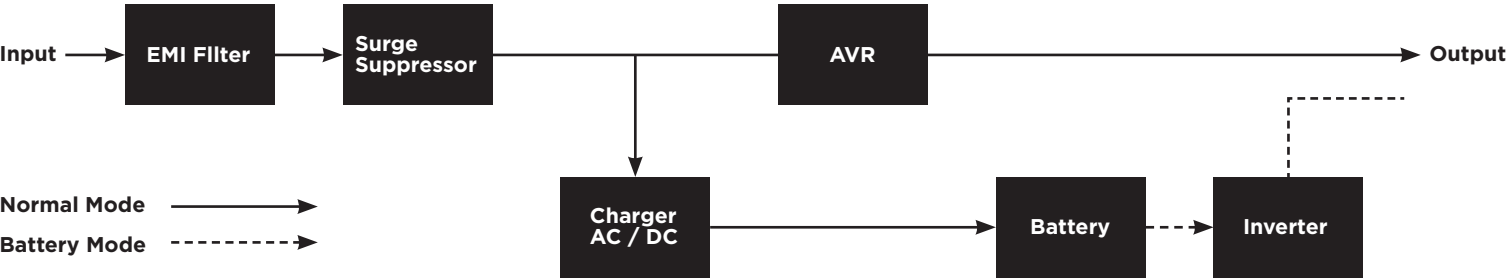 Input
EMI FIlter
Surge
Suppressor
AVR
Output
Normal Mode
Battery Mode
Charger
AC / DC
Battery
Inverter